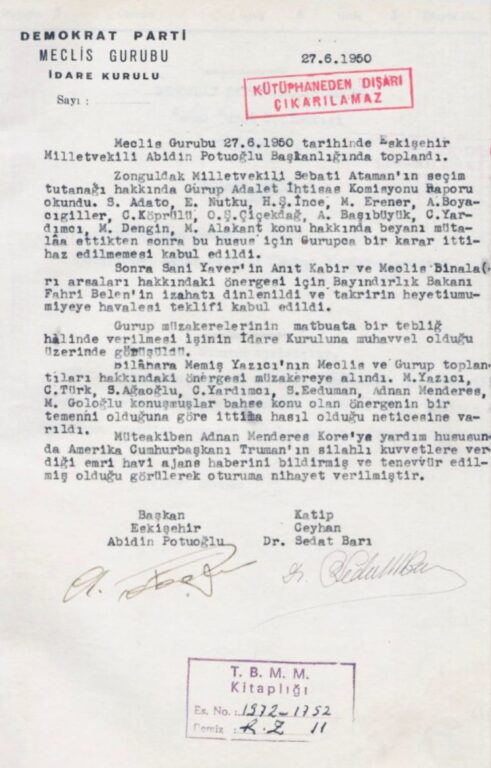 DEMOKRAT PARTİ
MECLİS GURUBU
İDARE KURULU
Sayı :
27.6.1950
KÜTÜPHANEDEN DIŞARI
ÇIKARILAMAZ
Meclis Gurubu 27.6.1950 tarihinde Eskişehir
Milletvekili Abidin Potuoğlu Başkanlığında toplandı.
Zonguldak Milletvekili Sebati Ataman'ın seçim
tutanağı hakkında Gurup Adalet İhtisas Komisyonu Raporu
okundu. S. Adato, E. Nutku, H.Ş.İnce, M. Erener, A.Boya-
cıgiller, C.Köprülü, O.Ş.Çiçekdağ, A. Başıbüyük, C.Yar-
dımcı, M. Dengin, M. Alakant konu hakkında beyanı müta-
lâa ettikten sonra bu husus için Gurupca bir karar itti-
haz edilmemesi kabul edildi.
Sonra Sani Yaver'in Anıt Kabir ve Meclis Binala-
rı arsaları hakkındaki önergesi için Bayındırlık Bakanı
Fahri Belen'in izahatı dinlenildi ve takririn heyetiumu-
miyeye havalesi teklifi kabul edildi.
Gurup müzakerelerinin matbuata bir tebliğ
hâlinde verilmesi işinin İdare Kuruluna muhavvel olduğu
üzerinde görüşüldü.
Bilâhara Memiş Yazıcı'nın Meclis ve Gurup toplan-
tıları hakkındaki önergesi müzakereye alındı. M.Yazıcı,
C.Türk, S.Ağaoğlu, C.Yardımcı, S.Eeduman, Adnan Menderes,
M. Goloğlu konuşmuşlar bahse konu olan önergenin bir
temenni olduğuna göre ittıla hasıl olduğu neticesine va-
rıldı.
Müteakiben Adnan Menderes Kore'ye yardım hususun-
da Amerika Cumhurbaşkanı Truman'ın silahlı kuvvetlere ver-
diği emri havi ajans haberini bildirmiş ve tenevvür edil-
miş olduğu görülerek oturuma nihayet verilmiştir.
Başkan
Eskişehir
Abidin Potuoğlu
Katip
Ceyhan
Dr. Sedat Barı
T. B. M. M.
Kitaplığı
Es. No. : 1972-1752
Demiz : 11